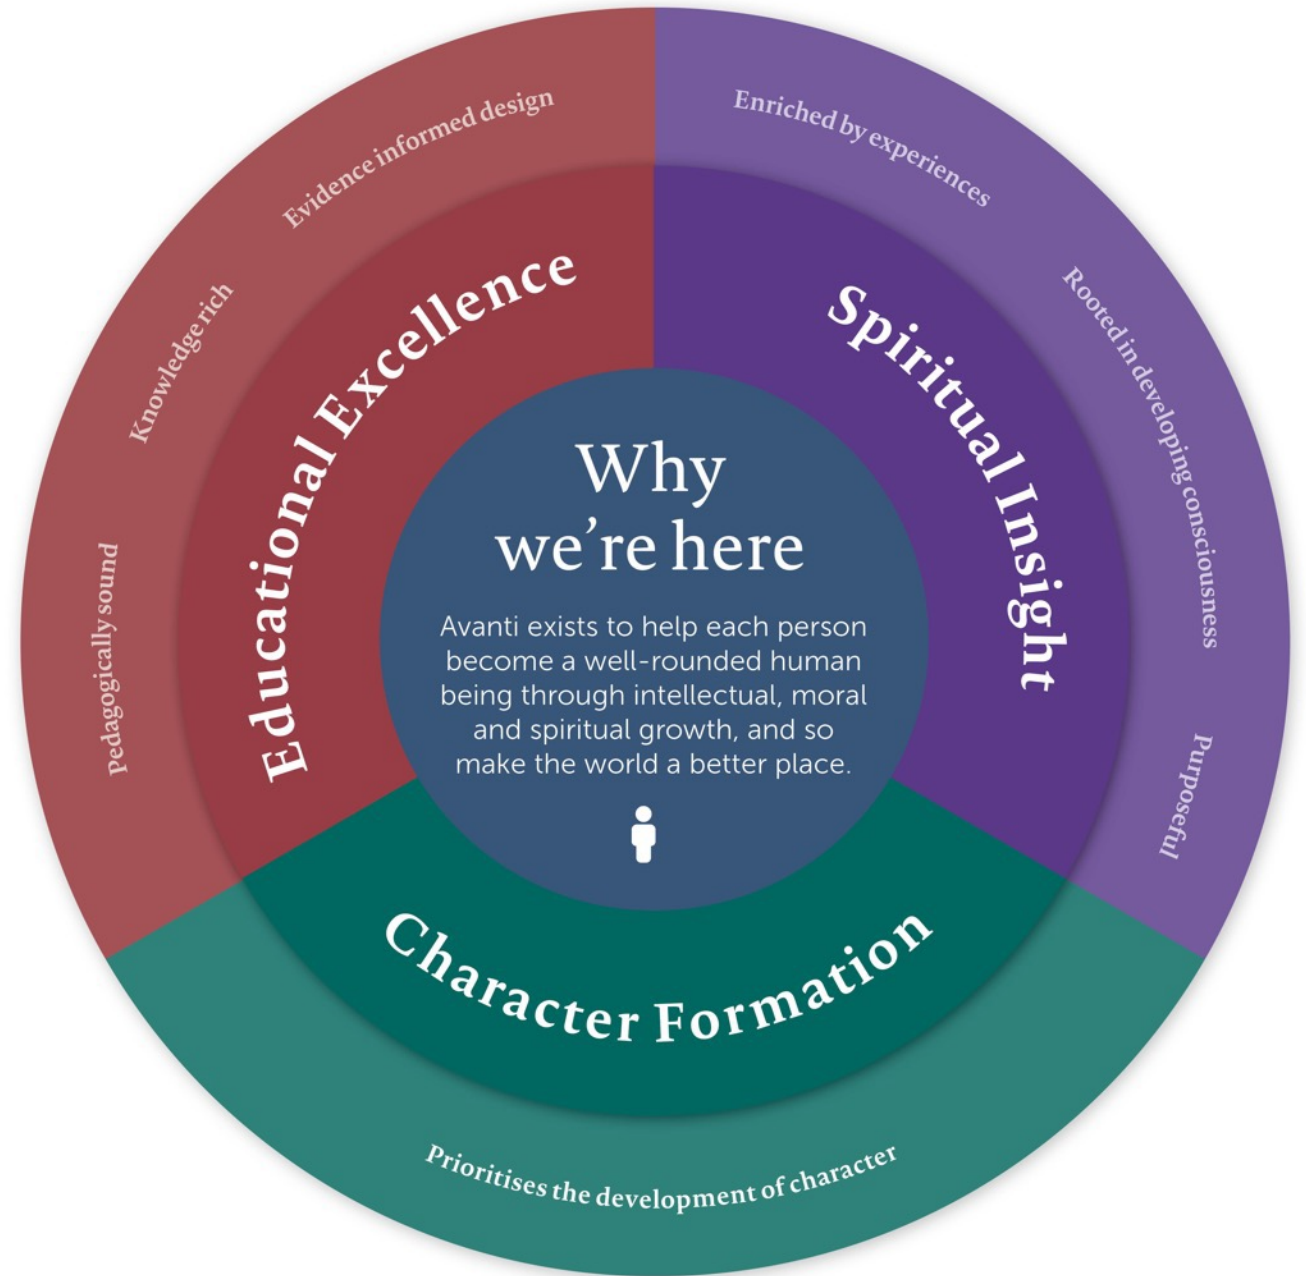 Why
we’re here
Avanti exists to help each person
become a well-rounded human
being through intellectual, moral
and spiritual growth, and so
make the world a better place.
Educational Excellence
Pedagogically sound
Knowledge rich
Evidence informed design
Spiritual Insight
Enriched by experiences
Rooted in developing consciousness
Purposeful
Character Formation
Prioritises the development of character